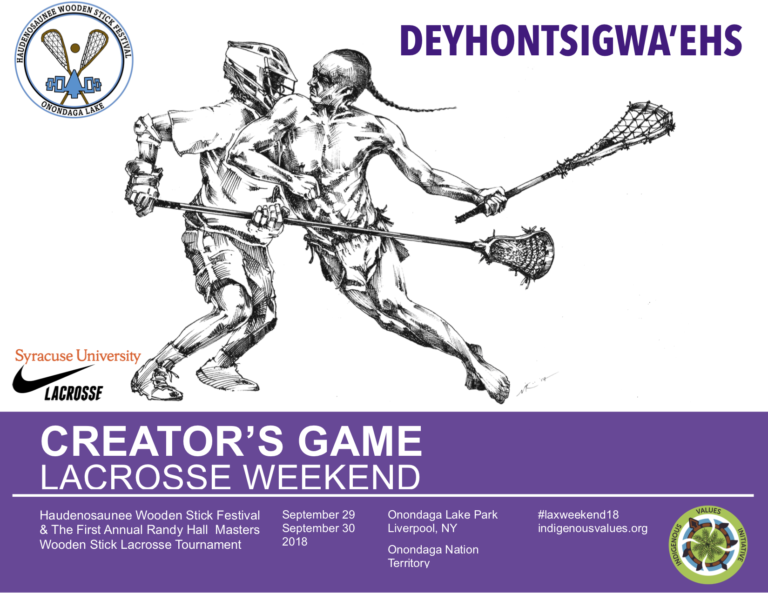 HAUDENOSAUNEE WOODEN STICK FESTIVAL
ONONDAGA LAKE
DEYHONTSIGWA’EHS
Syracuse University
LACROSSE
CREATOR’S GAME
LACROSSE WEEKEND
Haudenosaunee Wooden Stick Festival
& The First Annual Randy Hall Masters
Wooden Stick Lacrosse Tournament
September 29
September 30
2018
Onondaga Lake Park
Liverpool, NY
Onondaga Nation
Territory
#laxweekend18
indigenousvalues.org
INDIGENOUS VALUES INITIATIVE